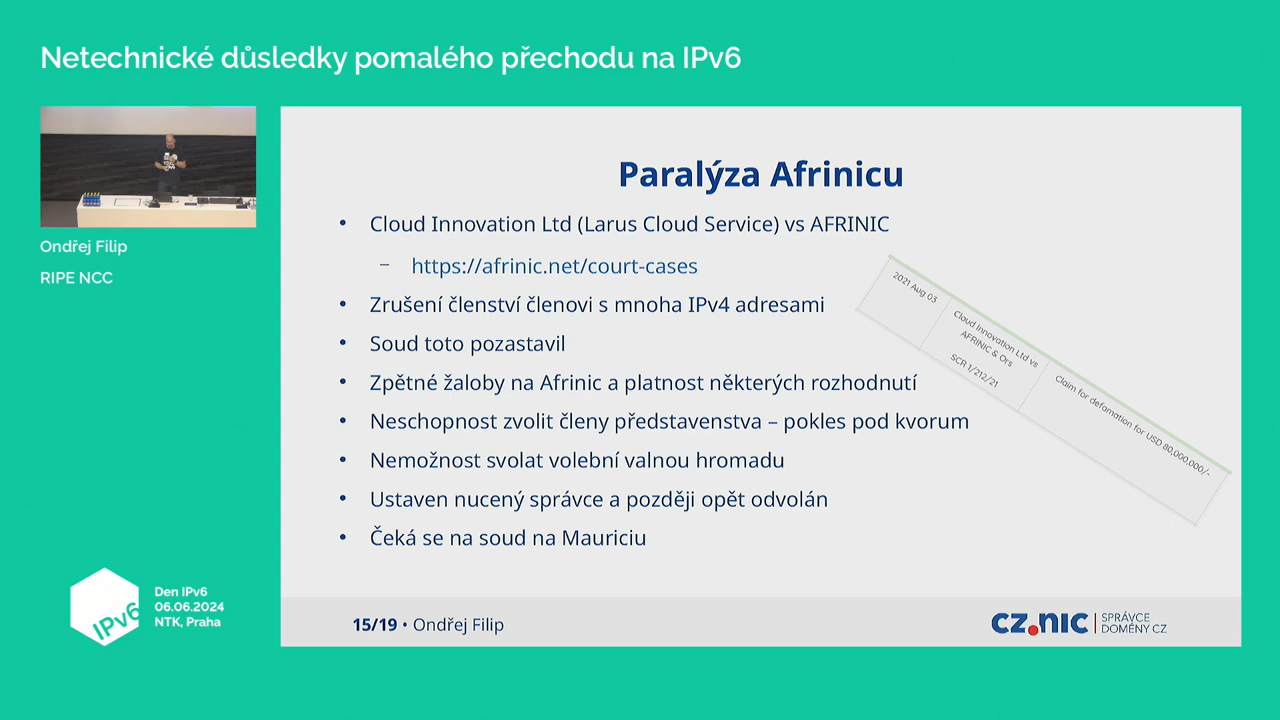 Netechnické důsledky pomalého přechodu na IPv6
Ondřej Filip
RIPE NCC
Paralýza Afrinicu
• Cloud Innovation Ltd (Larus Cloud Service) vs AFRINIC
– https://afrinic.net/court-cases
• Zrušení členství členovi s mnoha IPv4 adresami
• Soud toto pozastavil
• Zpětné žaloby na Afrinic a platnost některých rozhodnutí
• Neschopnost zvolit členy představenstva – pokles pod kvorum
• Nemožnost svolat volební valnou hromadu
• Ustaven nucený správce a později opět odvolán
• Čeká se na soud na Mauriciu
2021 Aug 03
Cloud Innovation Ltd vs
AFRINIC & Ors
SCR 1/212/21
Claim for defamation for USD 80,000,000/-
15/19 • Ondřej Filip
CZ.NIC
SPRÁVCE
DOMÉNY CZ
IPv6
Den IPv6
06.06.2024
NTK, Praha